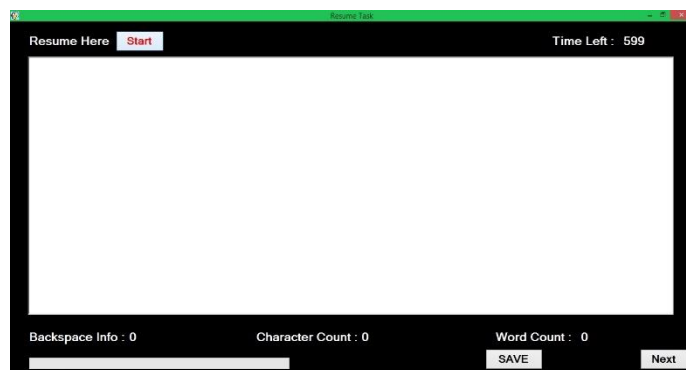 Resume Task
Resume Here Start Time Left : 599
Backspace Info : 0 Character Count : 0 Word Count : 0
SAVE Next